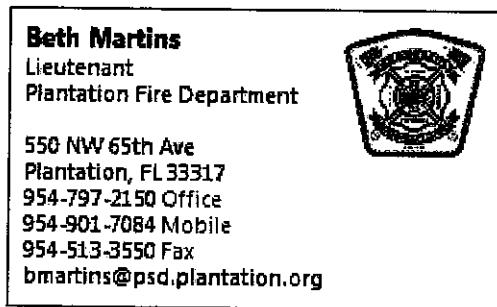 Beth Martins
Lieutenant
Plantation Fire Department
550 NW 65th Ave
Plantation, FL 33317
954-797-2150 Office
954-901-7084 Mobile
954-513-3550 Fax
bmartins@psd.plantation.org